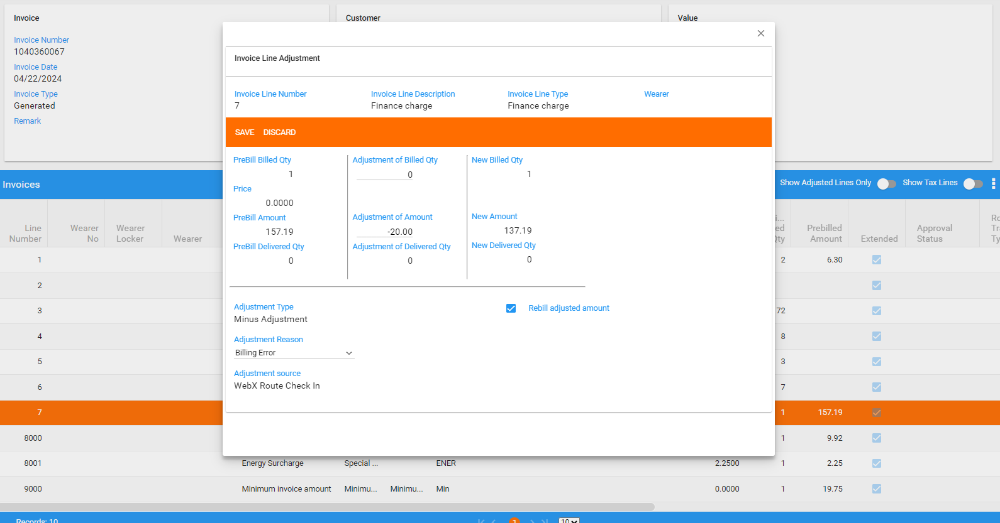 Invoice
Customer
Value
Invoice Number
1040360067
Invoice Date
04/22/2024
Invoice Type
Generated
Remark
Invoice Line Adjustment
Invoice Line Number
Invoice Line Description
Invoice Line Type
Wearer
7
Finance charge
Finance charge
SAVE DISCARD
PreBill Billed Qty
Adjustment of Billed Qty
New Billed Qty
1
0
1
Price
0.0000
PreBill Amount
Adjustment of Amount
New Amount
157.19
-20.00
137.19
PreBill Delivered Qty
Adjustment of Delivered Qty
New Delivered Qty
0
0
0
Adjustment Type
Minus Adjustment
Rebill adjusted amount
Adjustment Reason
Billing Error
Adjustment source
WebX Route Check In
Invoices
Show Adjusted Lines Only
Show Tax Lines
Line Number
Wearer No
Wearer Locker
Wearer
i...
ed
Qty
Prebilled Amount
Extended
Approval Status
Ro
Tra
Ty
1 2 6.30
2
3 72
4 8
5 3
6 7
7 1 157.19
8000 1 9.92
8001 Energy Surcharge Special ... ENER 2.2500 1 2.25
9000 Minimum invoice amount Minimu... Minimu... Min 0.0000 1 19.75
Records: 10
1
10